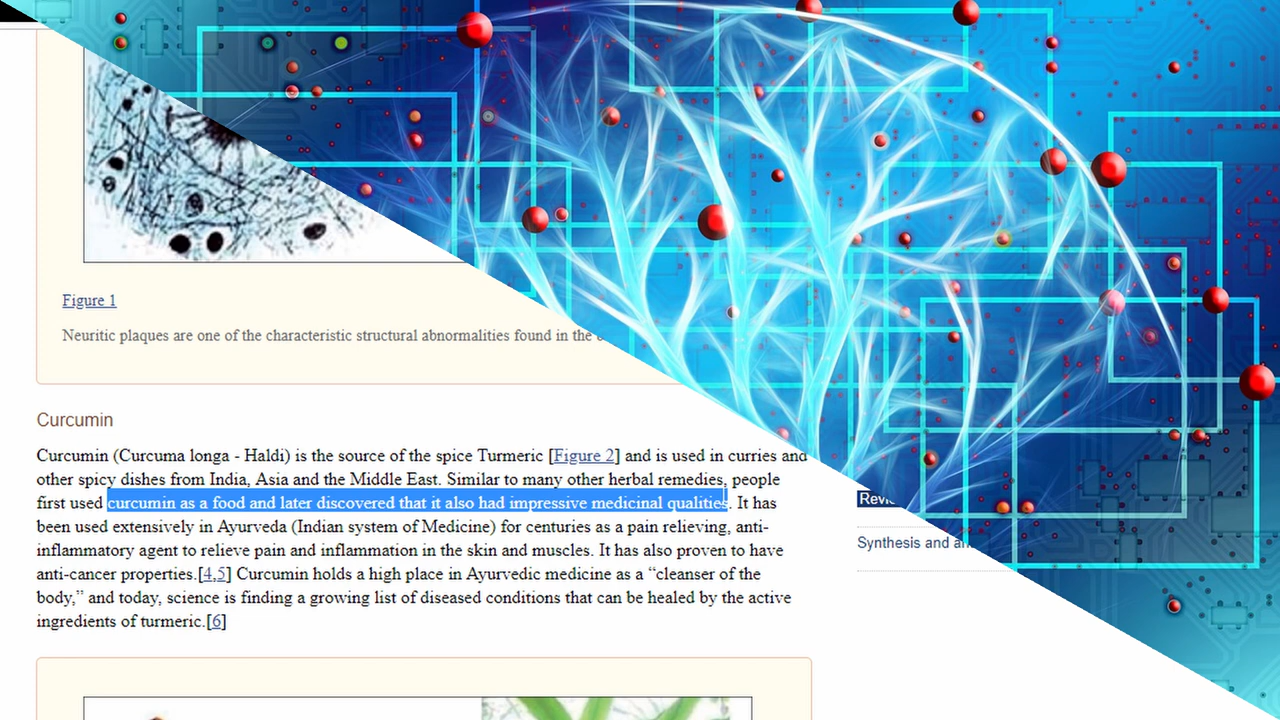 Figure 1
Neuritic plaques are one of the characteristic structural abnormalities found in the
Curcumin
Curcumin (Curcuma longa - Haldi) is the source of the spice Turmeric [Figure 2] and is used in curries and
other spicy dishes from India, Asia and the Middle East. Similar to many other herbal remedies, people
first used curcumin as a food and later discovered that it also had impressive medicinal qualities. It has
been used extensively in Ayurveda (Indian system of Medicine) for centuries as a pain relieving, anti-
inflammatory agent to relieve pain and inflammation in the skin and muscles. It has also proven to have
anti-cancer properties.[4,5] Curcumin holds a high place in Ayurvedic medicine as a “cleanser of the
body,” and today, science is finding a growing list of diseased conditions that can be healed by the active
ingredients of turmeric.[6]
Synthesis and